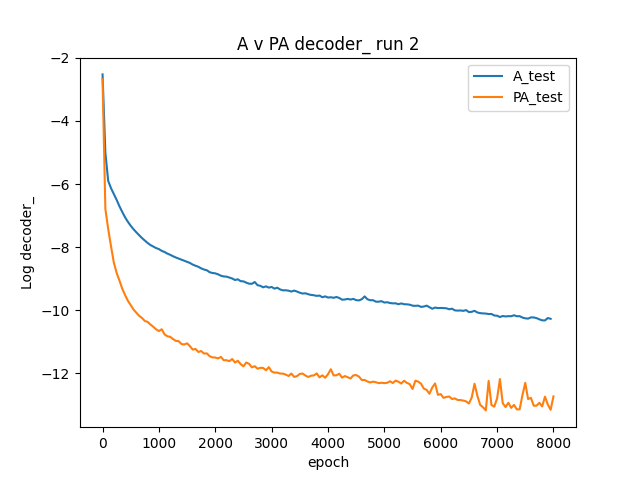 A v PA decoder_ run 2
A_test
PA_test
−2
−4
−6
−8
−10
−12
Log decoder_
0 1000 2000 3000 4000 5000 6000 7000 8000
epoch